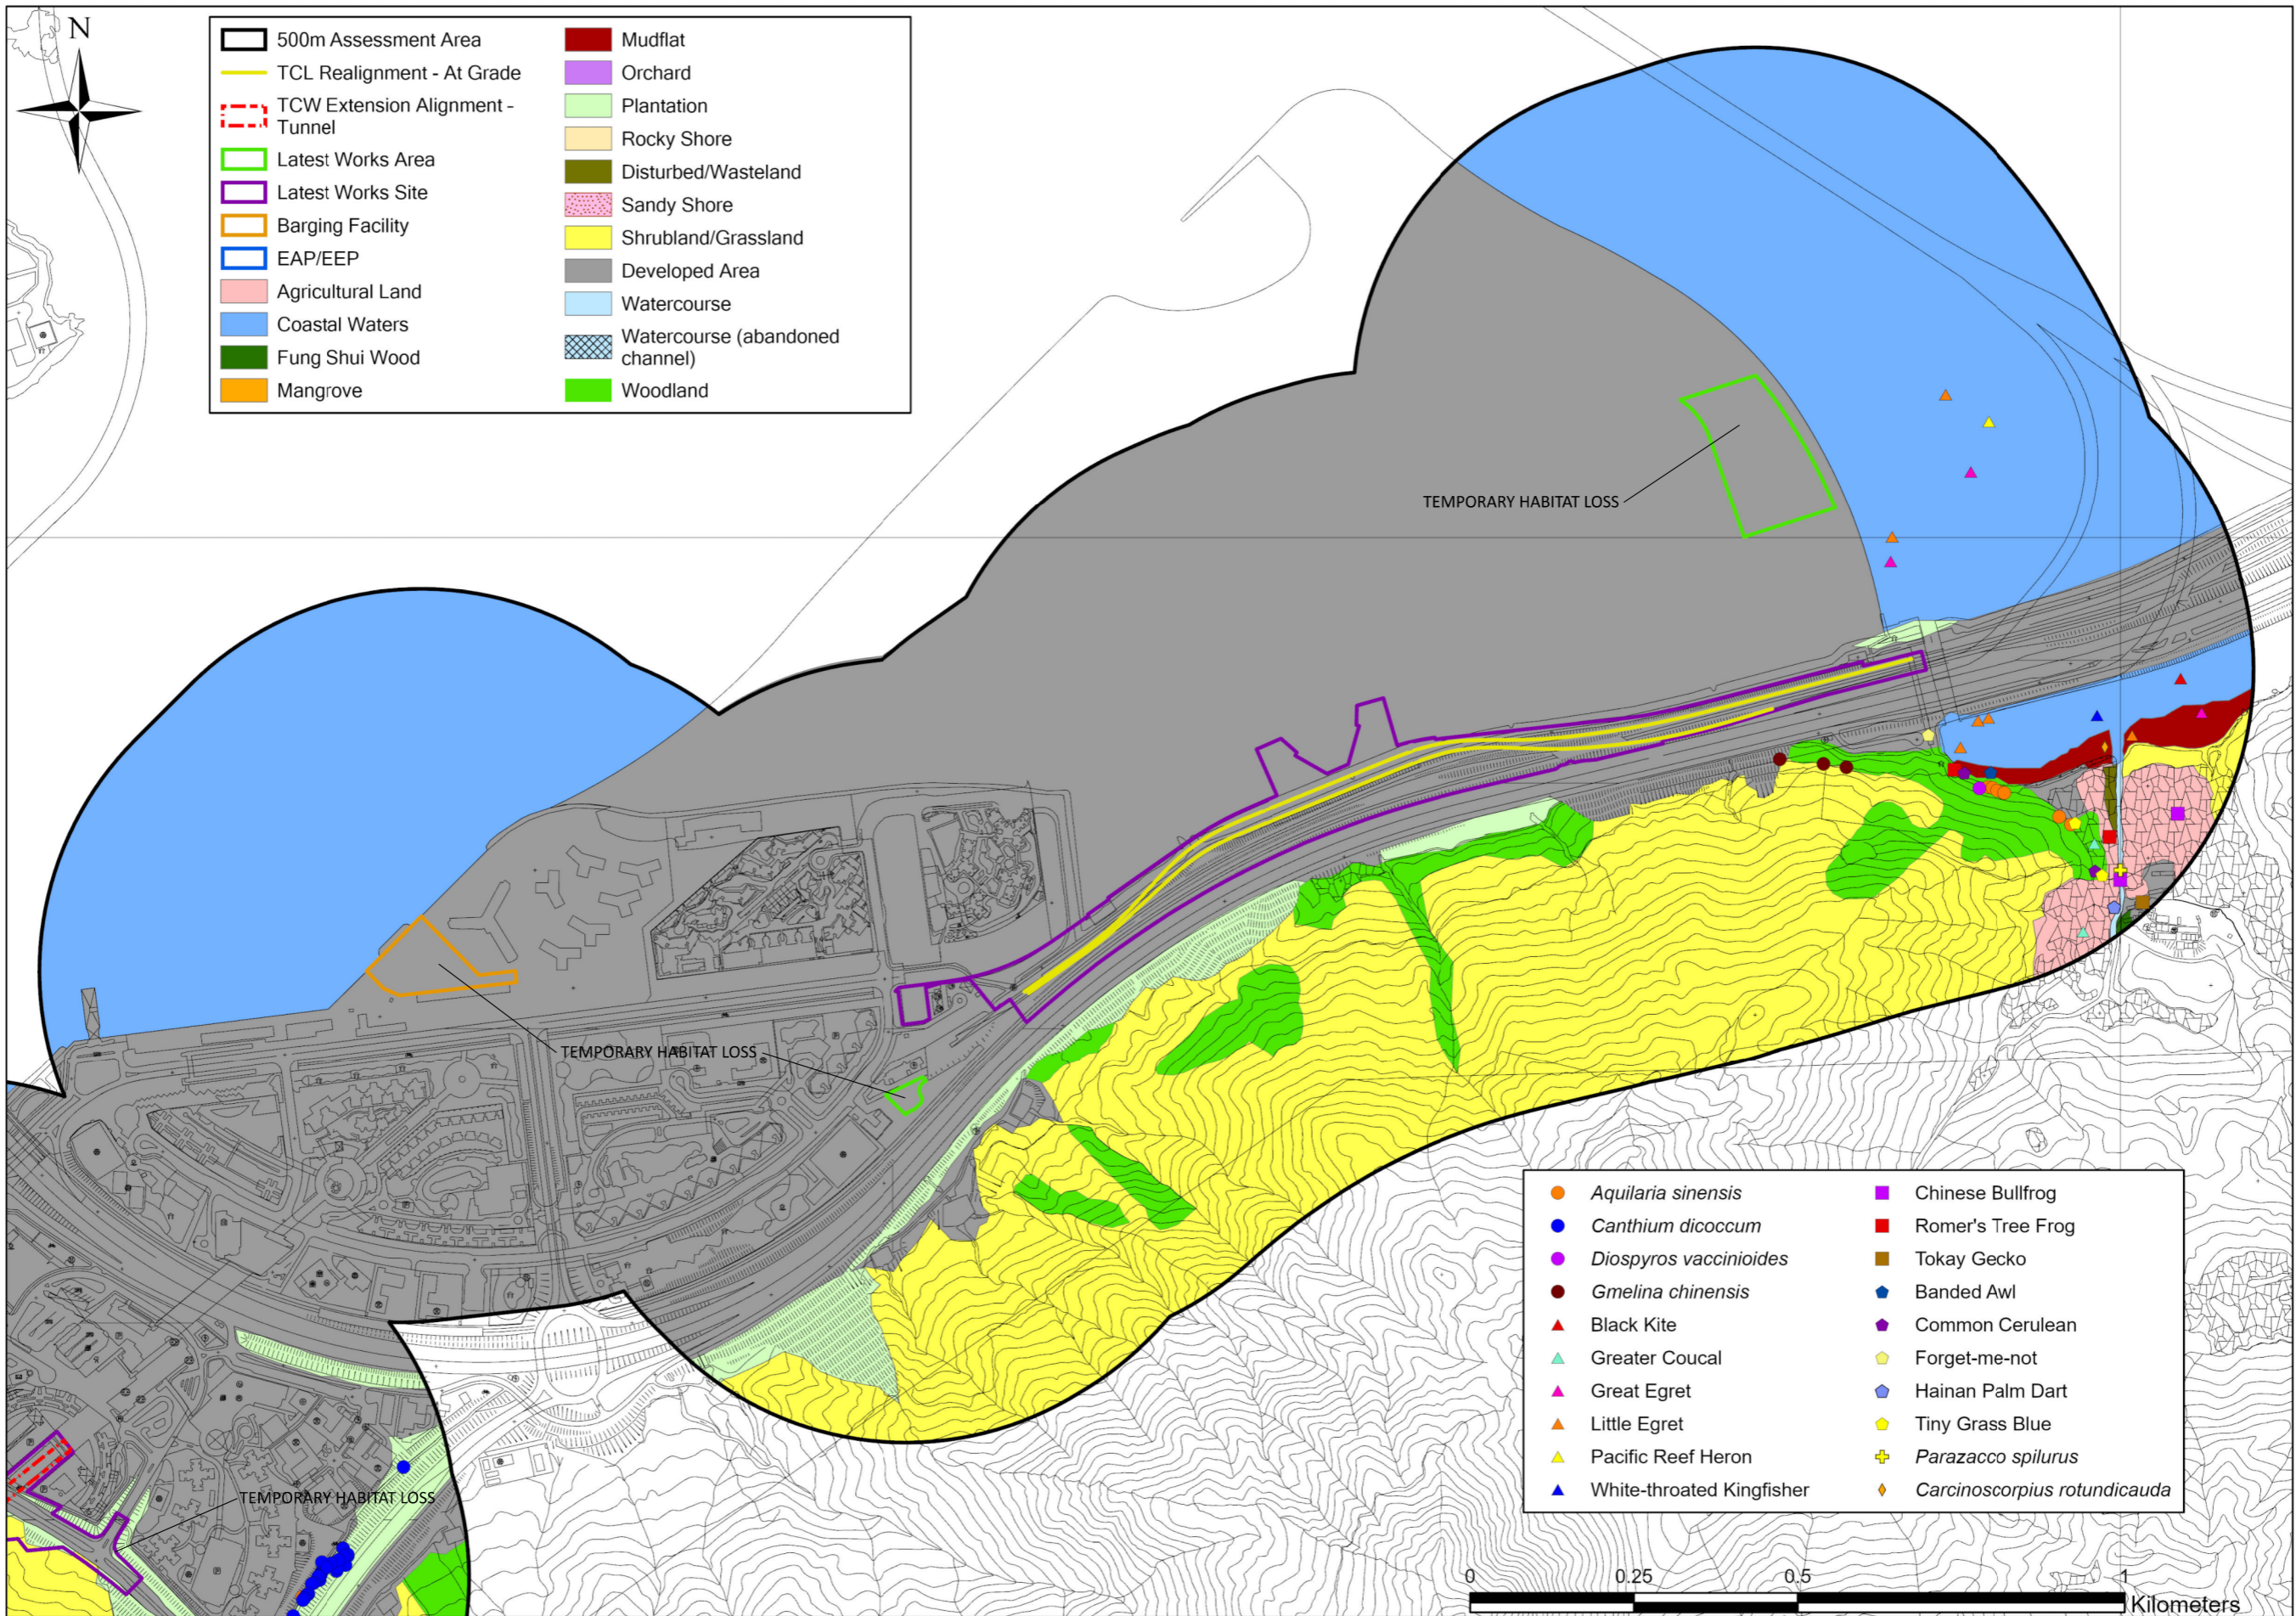 N
500m Assessment Area
TCL Realignment - At Grade
TCW Extension Alignment -
Tunnel
Latest Works Area
Latest Works Site
Barging Facility
EAP/EEP
Agricultural Land
Coastal Waters
Fung Shui Wood
Mangrove
Mudflat
Orchard
Plantation
Rocky Shore
Disturbed/Wasteland
Sandy Shore
Shrubland/Grassland
Developed Area
Watercourse
Watercourse (abandoned
channel)
Woodland
TEMPORARY HABITAT LOSS
TEMPORARY HABITAT LOSS
TEMPORARY HABITAT LOSS
Aquilaria sinensis
Canthium dicoccum
Diospyros vaccinioides
Gmelina chinensis
Black Kite
Greater Coucal
Great Egret
Little Egret
Pacific Reef Heron
White-throated Kingfisher
Chinese Bullfrog
Romer's Tree Frog
Tokay Gecko
Banded Awl
Common Cerulean
Forget-me-not
Hainan Palm Dart
Tiny Grass Blue
Parazacco spilurus
Carcinoscorpius rotundicauda
0 0.25 0.5 1
Kilometers